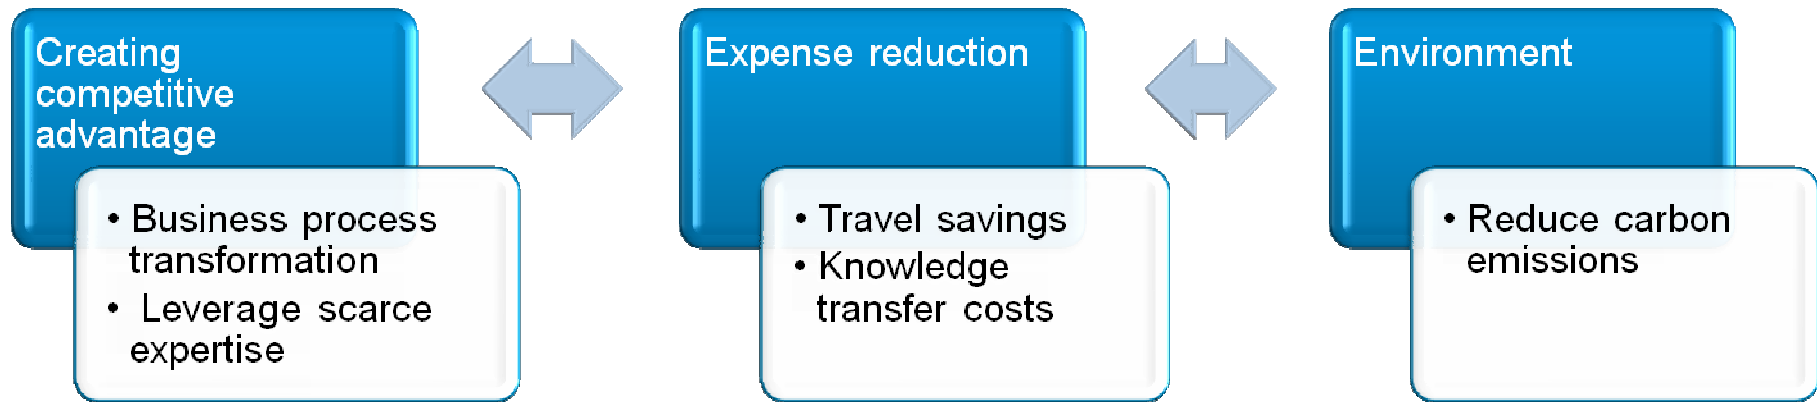 Creating
competitive
advantage
• Business process
transformation
• Leverage scarce
expertise
Expense reduction
• Travel savings
• Knowledge
transfer costs
Environment
• Reduce carbon
emissions